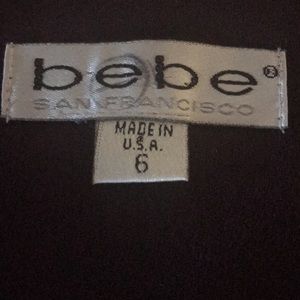 bebe
SAN FRANCISCO
MADE IN
U.S.A.
6